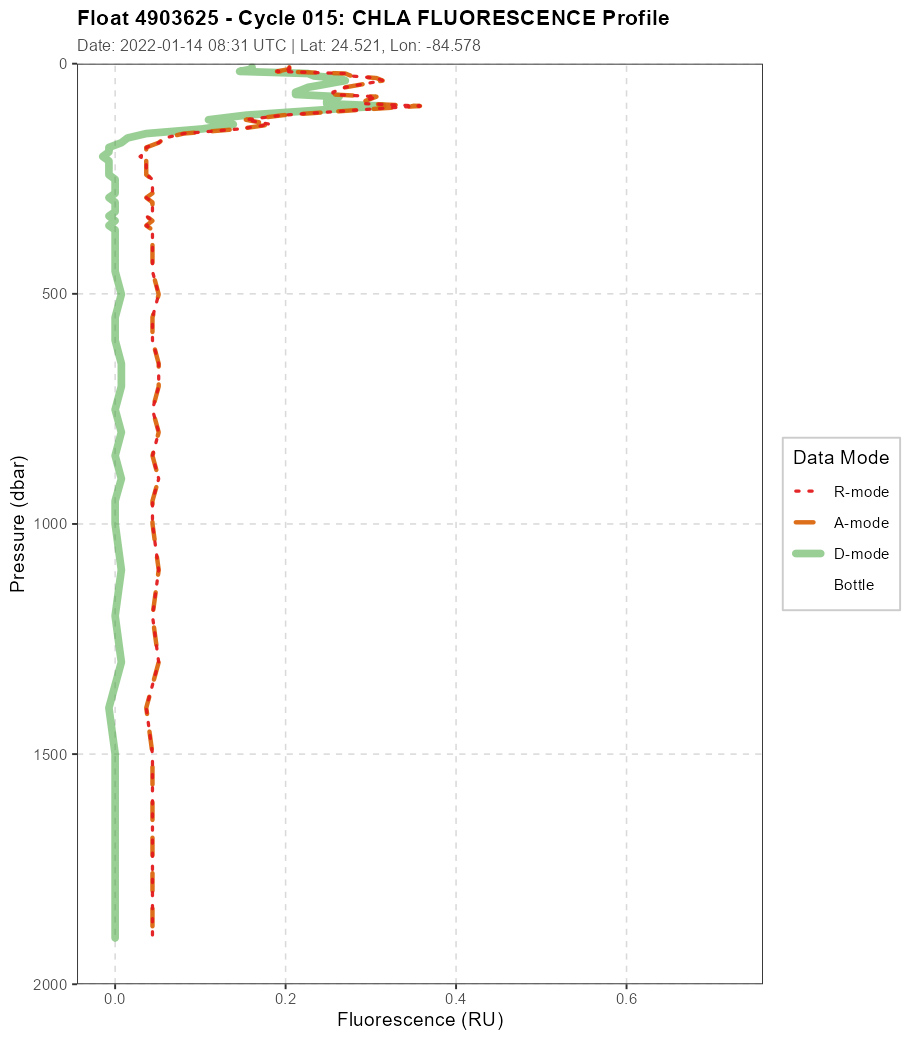 Float 4903625 - Cycle 015: CHLA FLUORESCENCE Profile
Date: 2022-01-14 08:31 UTC | Lat: 24.521, Lon: -84.578
0
500
1000
1500
2000
Pressure (dbar)
0.0
0.2
0.4
0.6
Fluorescence (RU)
Data Mode
R-mode
A-mode
D-mode
Bottle